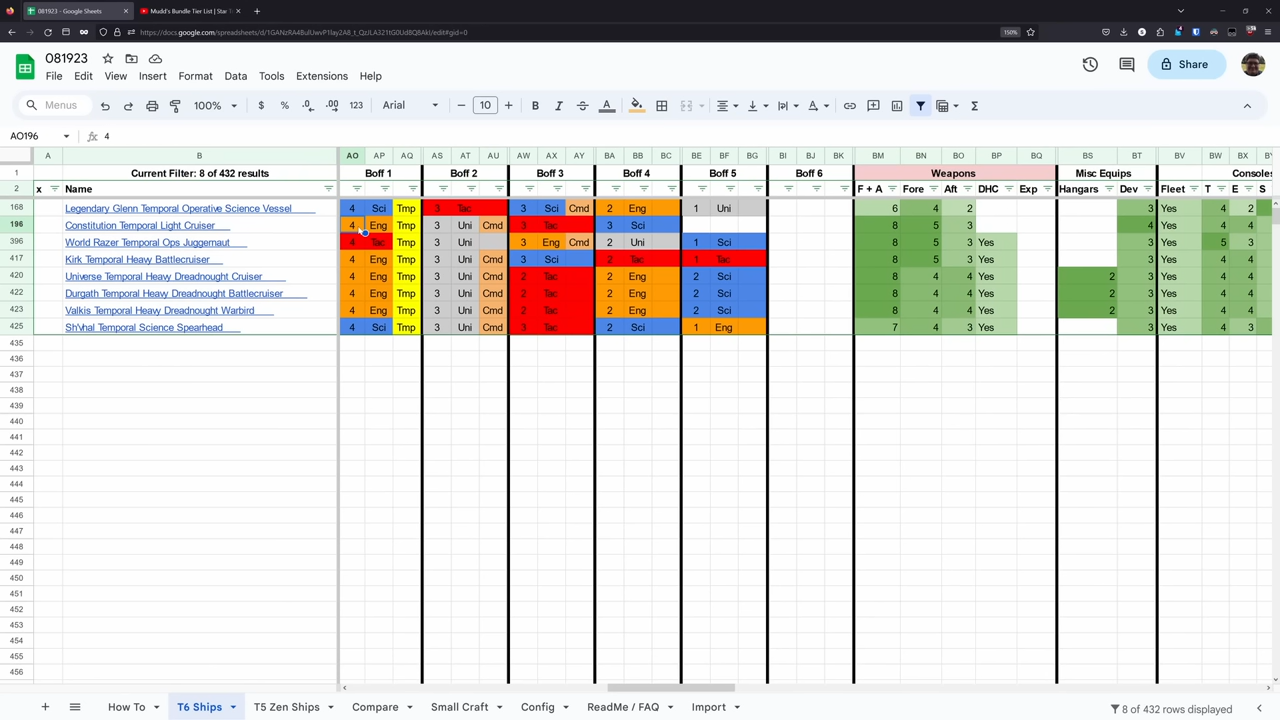 081923 - Google Sheets × Mudd's Bundle Tier List | Star T ×
https://docs.google.com/spreadsheets/d/1GANzRA4BulUwvP1lay2A8_t_QzJLA321tG0Ud8Q8AkI/edit#gid=0 150%
081923
File Edit View Insert Format Data Tools Extensions Help
Share
Menus 100% $ % .0 .00 123 Arial 10 B I A
AO196 fx 4
A B AO AP AQ AS AT AU AW AX AY BA BB BC BE BF BG BI BJ BK BM BN BO BP BQ BS BT BV BW BX BY
1 Current Filter: 8 of 432 results Boff 1 Boff 2 Boff 3 Boff 4 Boff 5 Boff 6 Weapons Misc Equips Consoles
2 x Name F + A Fore Aft DHC Exp Hangars Dev Fleet T E S
168 Legendary Glenn Temporal Operative Science Vessel 4 Sci Tmp 3 Tac 3 Sci Cmd 2 Eng 1 Uni 6 4 2 3 Yes 4 2
196 Constitution Temporal Light Cruiser 4 Eng Tmp 3 Uni Cmd 3 Tac 3 Sci 8 5 3 4 Yes 4 4
396 World Razer Temporal Ops Juggernaut 4 Tac Tmp 3 Uni 3 Eng Cmd 2 Uni 1 Sci 8 5 3 Yes 3 Yes 5 3
417 Kirk Temporal Heavy Battlecruiser 4 Eng Tmp 3 Uni Cmd 3 Sci 2 Tac 1 Tac 8 5 3 Yes 3 Yes 4 4
420 Universe Temporal Heavy Dreadnought Cruiser 4 Eng Tmp 3 Uni Cmd 2 Tac 2 Eng 2 Sci 8 4 4 Yes 2 3 Yes 4 4
422 Durgath Temporal Heavy Dreadnought Battlecruiser 4 Eng Tmp 3 Uni Cmd 2 Tac 2 Eng 2 Sci 8 4 4 Yes 2 3 Yes 4 4
423 Valkis Temporal Heavy Dreadnought Warbird 4 Eng Tmp 3 Uni Cmd 2 Tac 2 Eng 2 Sci 8 4 4 Yes 2 3 Yes 4 4
425 Sh'vhal Temporal Science Spearhead 4 Sci Tmp 3 Uni Cmd 3 Tac 2 Sci 1 Eng 7 4 3 Yes 3 Yes 4 3
435
436
437
438
439
440
441
442
443
444
445
449
450
451
452
453
454
455
456
How To T6 Ships T5 Zen Ships Compare Small Craft Config ReadMe / FAQ Import 8 of 432 rows displayed